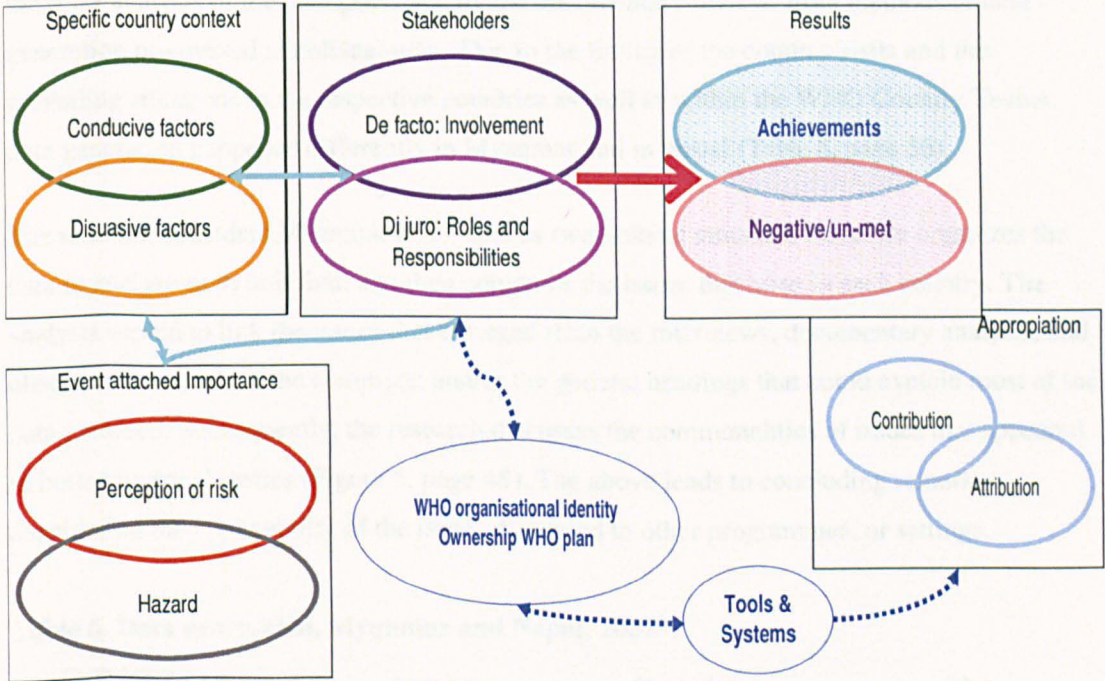 Specific country context
Conducive factors
Disuasive factors
Stakeholders
De facto: Involvement
Di juro: Roles and
Responsibilities
Results
Achievements
Negative/un-met
Event attached Importance
Perception of risk
Hazard
WHO organisational identity
Ownership WHO plan
Tools &
Systems
Appropiation
Contribution
Attribution